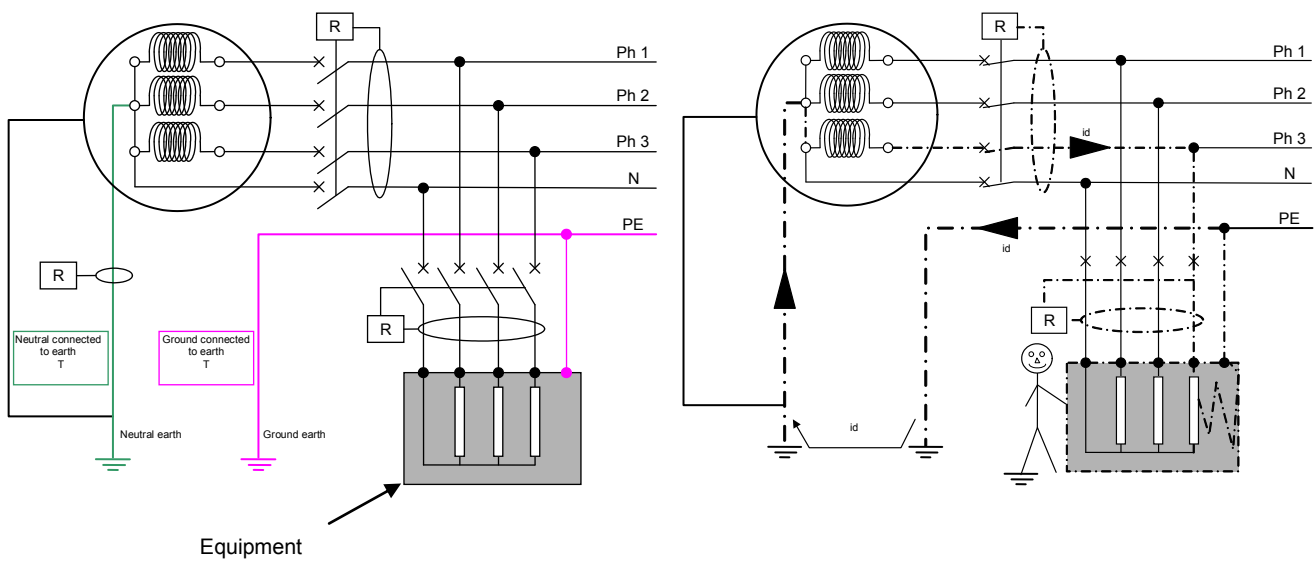 R
Ph 1
Ph 2
Ph 3
N
PE
R
R
Neutral connected
to earth
T
Ground connected
to earth
T
Neutral earth
Ground earth
Equipment
R
Ph 1
Ph 2
id
Ph 3
N
PE
id
R
id